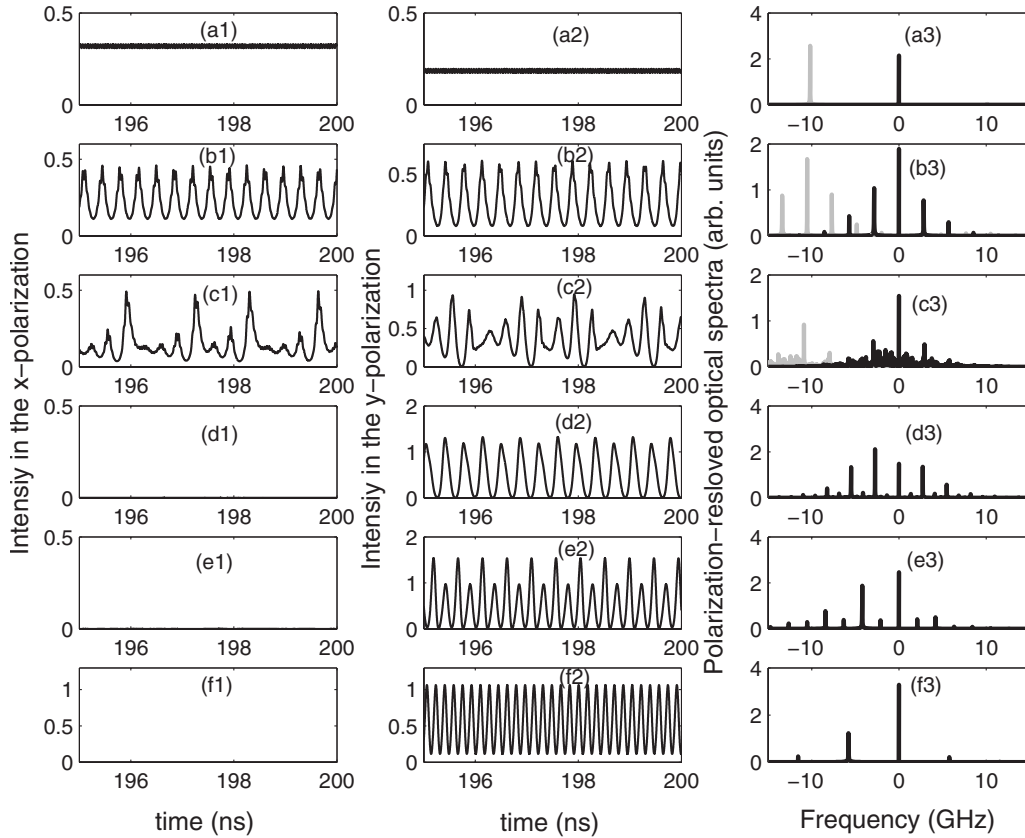 Intensiy in the x−polarization
Intensiy in the y−polarization
Polarization−resloved optical spectra (arb. units)
(a1)
0.5
0
196 198 200
(a2)
0.5
0
196 198 200
(a3)
4
2
0
−10 0 10
(b1)
0.5
0
196 198 200
(b2)
0.5
0
196 198 200
(b3)
2
1
0
−10 0 10
(c1)
0.5
0
196 198 200
(c2)
1
0.5
0
196 198 200
(c3)
2
1
0
−10 0 10
(d1)
0.5
0
196 198 200
(d2)
2
1
0
196 198 200
(d3)
4
2
0
−10 0 10
(e1)
0.5
0
196 198 200
(e2)
2
1
0
196 198 200
(e3)
4
2
0
−10 0 10
(f1)
1
0.5
0
196 198 200
(f2)
1
0.5
0
196 198 200
(f3)
4
2
0
−10 0 10
time (ns)
time (ns)
Frequency (GHz)